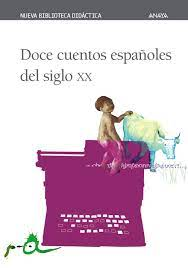 NUEVA BIBLIOTECA DIDÁCTICA
ANAYA
Doce cuentos españoles
del siglo XX